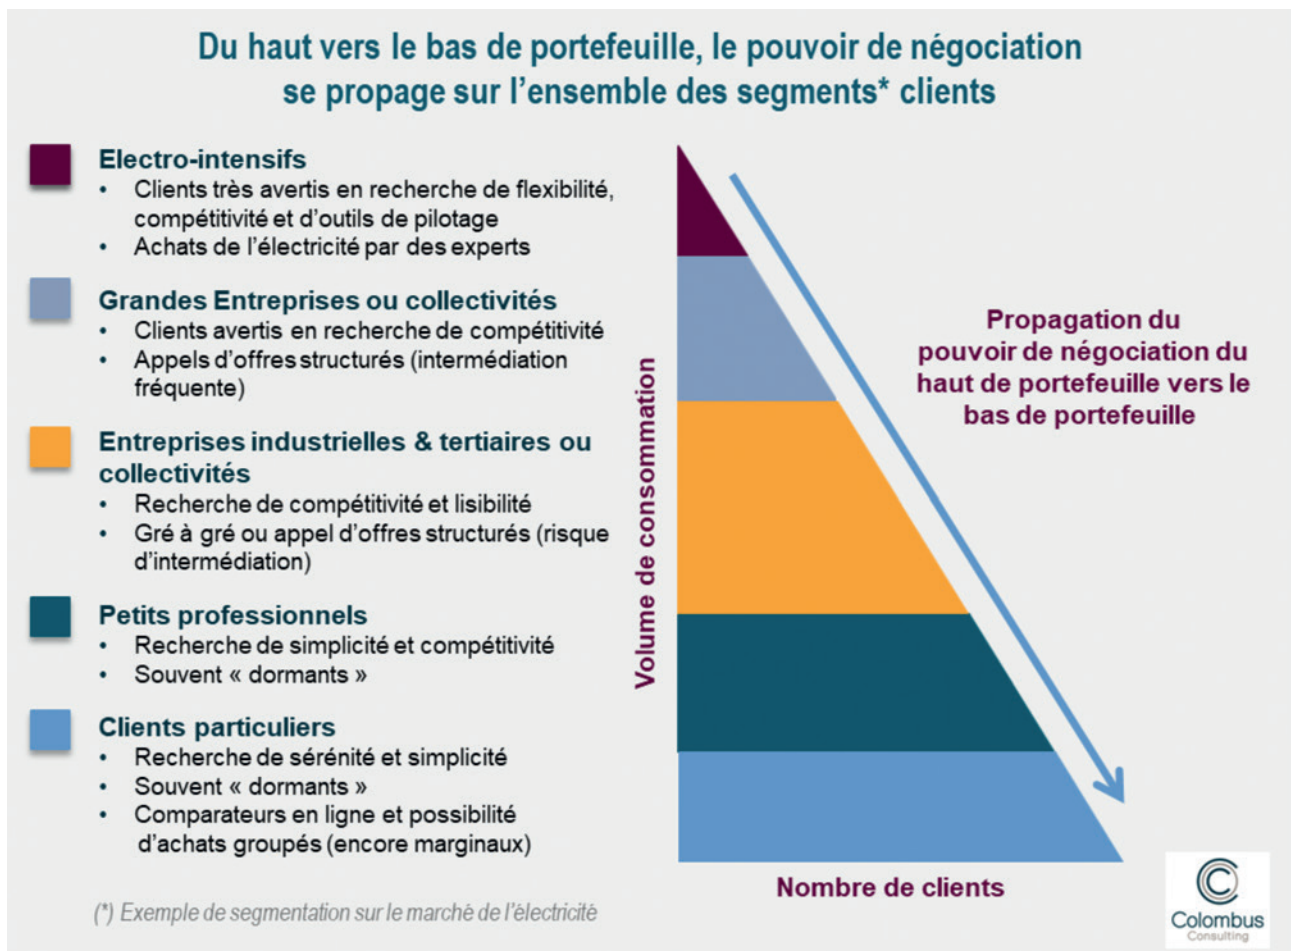 Du haut vers le bas de portefeuille, le pouvoir de négociation
se propage sur l'ensemble des segments* clients
Electro-intensifs
• Clients très avertis en recherche de flexibilité,
compétitivité et d'outils de pilotage
• Achats de l'électricité par des experts
Grandes Entreprises ou collectivités
• Clients avertis en recherche de compétitivité
• Appels d'offres structurés (intermédiation
fréquente)
Entreprises industrielles & tertiaires ou
collectivités
• Recherche de compétitivité et lisibilité
• Gré à gré ou appel d'offres structurés (risque
d'intermédiation)
Petits professionnels
• Recherche de simplicité et compétitivité
• Souvent « dormants »
Clients particuliers
• Recherche de sérénité et simplicité
• Souvent « dormants »
• Comparateurs en ligne et possibilité
d'achats groupés (encore marginaux)
(*) Exemple de segmentation sur le marché de l'électricité
Volume de consommation
Nombre de clients
Propagation du
pouvoir de négociation du
haut de portefeuille vers le
bas de portefeuille
Colombus
Consulting